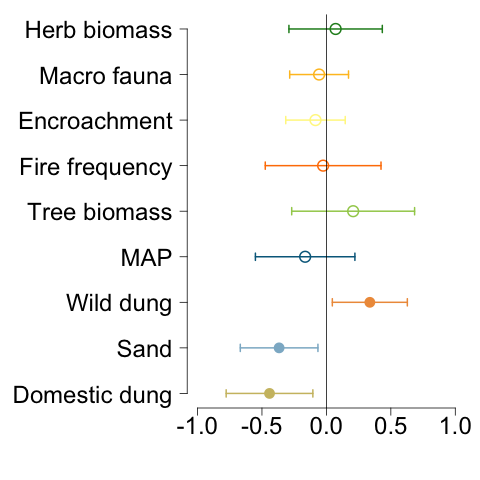 Herb biomass
Macro fauna
Encroachment
Fire frequency
Tree biomass
MAP
Wild dung
Sand
Domestic dung
-1.0 -0.5 0.0 0.5 1.0